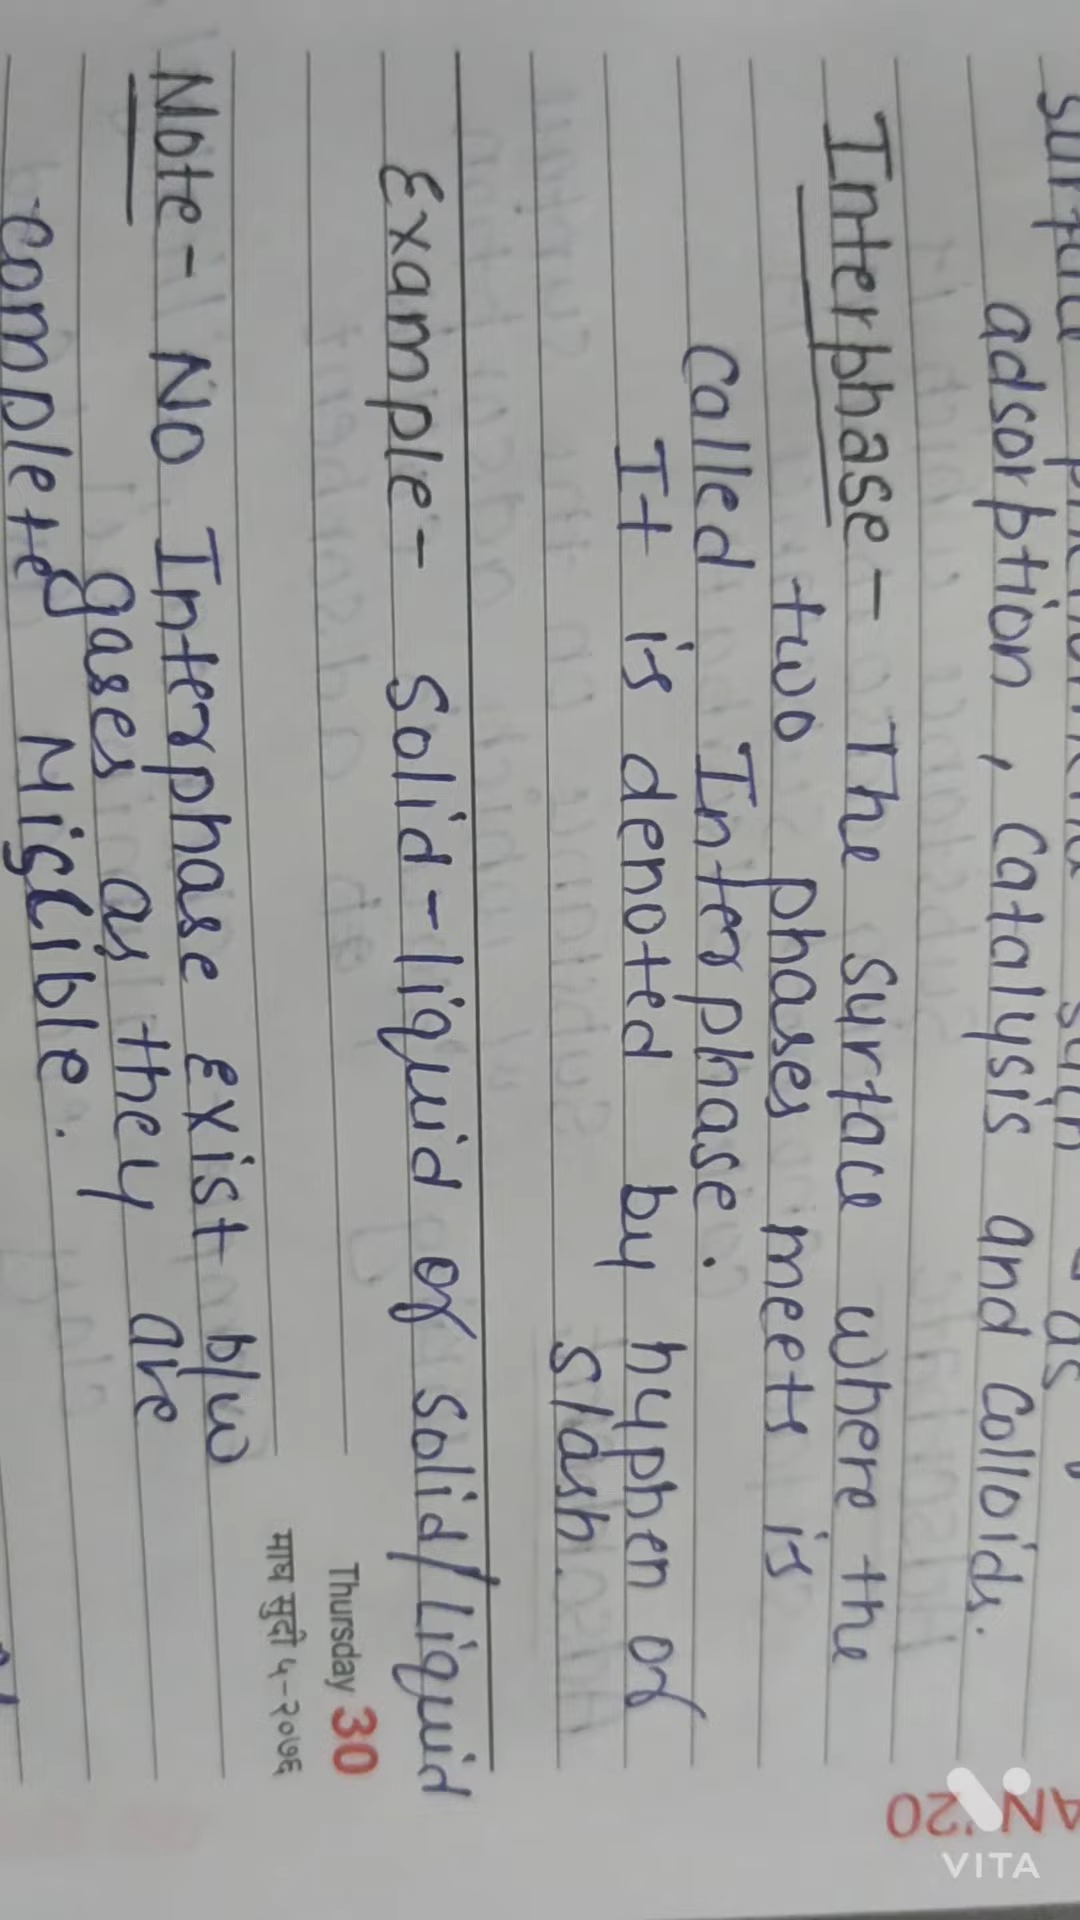 adsorption, Catalysis and Colloids.
Interphase - The surface where the
two phases meets is
Called Interphase.
It is denoted by hyphen or
slash.
Example - Solid-liquid or solid/Liquid
Thursday 30
माघ सुदी ५-२०७६
Note - No Interphase exist b/w
gases as they are
complete Miscible.
AN '20
VITA